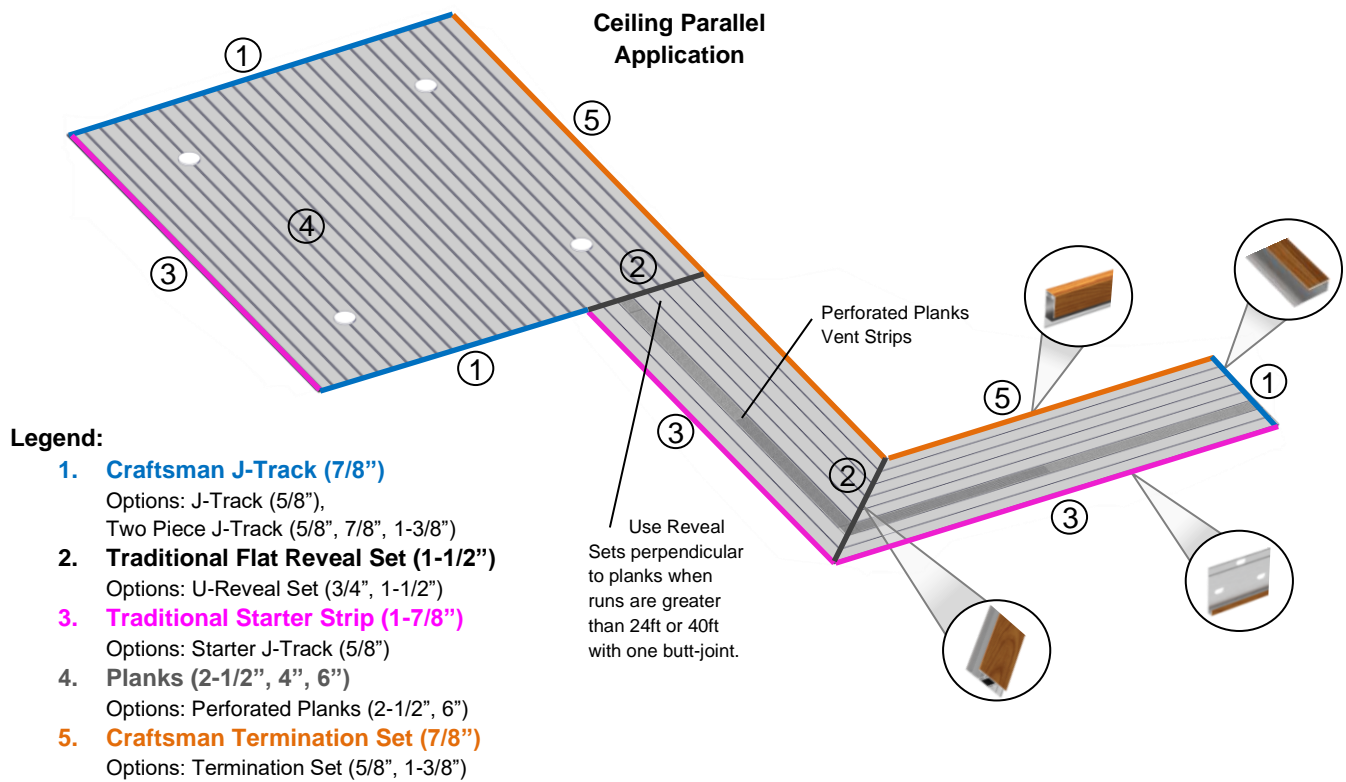 Ceiling Parallel
Application
1
5
4
3
2
1
Perforated Planks
Vent Strips
3
2
5
1
3
Use Reveal
Sets perpendicular
to planks when
runs are greater
than 24ft or 40ft
with one butt-joint.
Legend:
1. Craftsman J-Track (7/8”)
Options: J-Track (5/8”),
Two Piece J-Track (5/8”, 7/8”, 1-3/8”)
2. Traditional Flat Reveal Set (1-1/2”)
Options: U-Reveal Set (3/4”, 1-1/2”)
3. Traditional Starter Strip (1-7/8”)
Options: Starter J-Track (5/8”)
4. Planks (2-1/2”, 4”, 6”)
Options: Perforated Planks (2-1/2”, 6”)
5. Craftsman Termination Set (7/8”)
Options: Termination Set (5/8”, 1-3/8”)